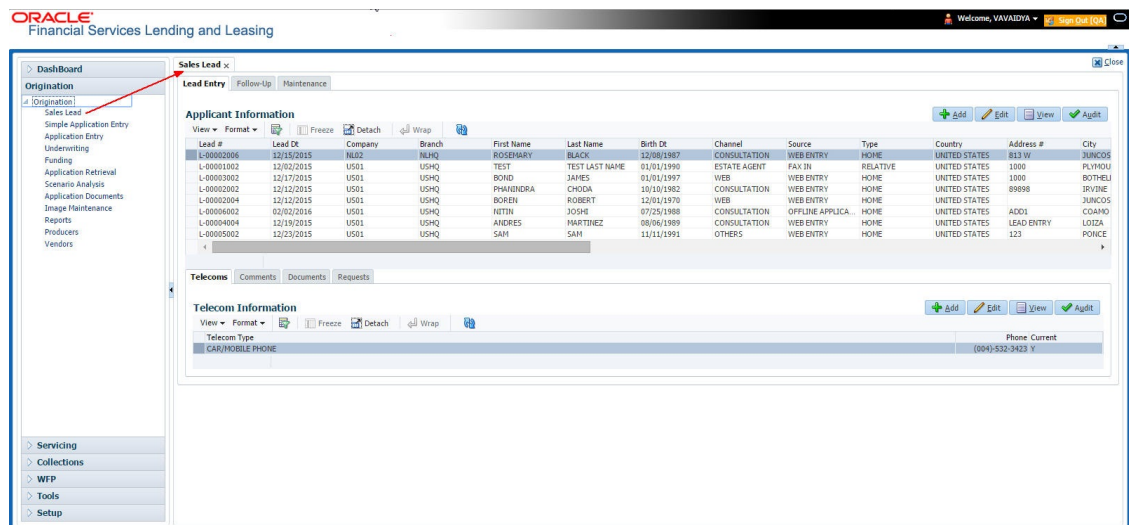 ORACLE
Welcome, VAVAIDYA Sign Out [QA]
Financial Services Lending and Leasing
Close
DashBoard
Origination
Origination
Sales Lead
Simple Application Entry
Application Entry
Underwriting
Funding
Application Retrieval
Scenario Analysis
Application Documents
Image Maintenance
Reports
Producers
Vendors
Servicing
Collections
WFP
Tools
Setup
Sales Lead x
Lead Entry Follow-Up Maintenance
Applicant Information
Add Edit View Audit
View Format Freeze Detach Wrap
Lead # Lead Dt Company Branch First Name Last Name Birth Dt Channel Source Type Country Address # City
L-00002006 12/15/2015 NL02 NLHQ ROSEMARY BLACK 12/08/1987 CONSULTATION WEB ENTRY HOME UNITED STATES 813 W JUNCOS
L-00001002 12/02/2015 US01 USHQ TEST TEST LAST NAME 01/01/1990 ESTATE AGENT FAX IN RELATIVE UNITED STATES 1000 PLYMOU
L-00003002 12/17/2015 US01 USHQ BOND JAMES 01/01/1997 WEB WEB ENTRY HOME UNITED STATES 1000 BOTHELL
L-00002002 12/12/2015 US01 USHQ PHANINDRA CHODA 10/10/1982 CONSULTATION WEB ENTRY HOME UNITED STATES 89898 IRVINE
L-00002004 12/12/2015 US01 USHQ BOREN ROBERT 12/01/1970 WEB WEB ENTRY HOME UNITED STATES JUNCOS
L-00006002 02/02/2016 US01 USHQ NITIN JOSHI 07/25/1988 CONSULTATION OFFLINE APPLICA... HOME UNITED STATES ADD1 COAMO
L-00004004 12/19/2015 US01 USHQ ANDRES MARTINEZ 08/06/1989 CONSULTATION WEB ENTRY HOME UNITED STATES LEAD ENTRY LOIZA
L-00005002 12/23/2015 US01 USHQ SAM SAM 11/11/1991 OTHERS WEB ENTRY HOME UNITED STATES 123 PONCE
Telecoms Comments Documents Requests
Telecom Information
Add Edit View Audit
View Format Freeze Detach Wrap
Telecom Type Phone Current
CAR/MOBILE PHONE (004)-532-3423 Y